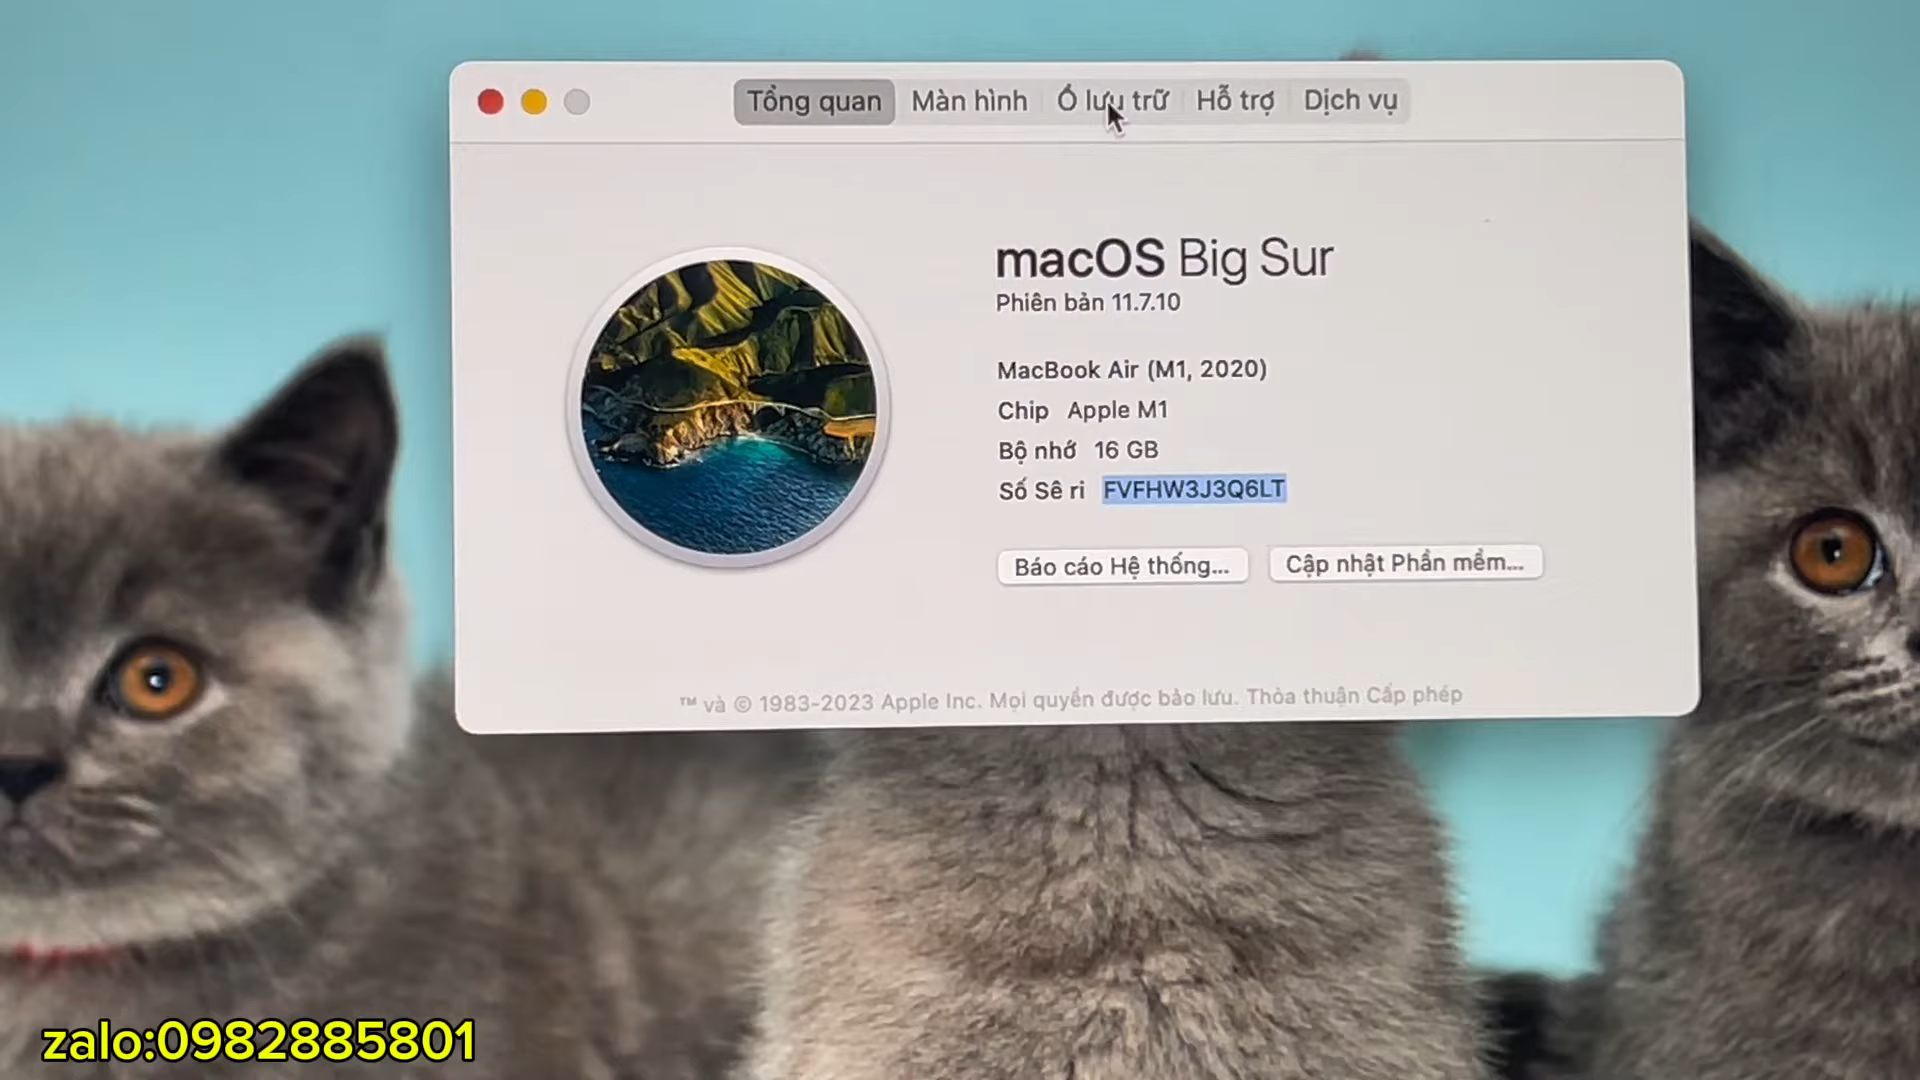 Tổng quan Màn hình Ổ lưu trữ Hỗ trợ Dịch vụ
macOS Big Sur
Phiên bản 11.7.10
MacBook Air (M1, 2020)
Chip Apple M1
Bộ nhớ 16 GB
Số Sê ri FVFHW3J3Q6LT
Báo cáo Hệ thống... Cập nhật Phần mềm...
™ và © 1983-2023 Apple Inc. Mọi quyền được bảo lưu. Thỏa thuận Cấp phép
zalo:0982885801